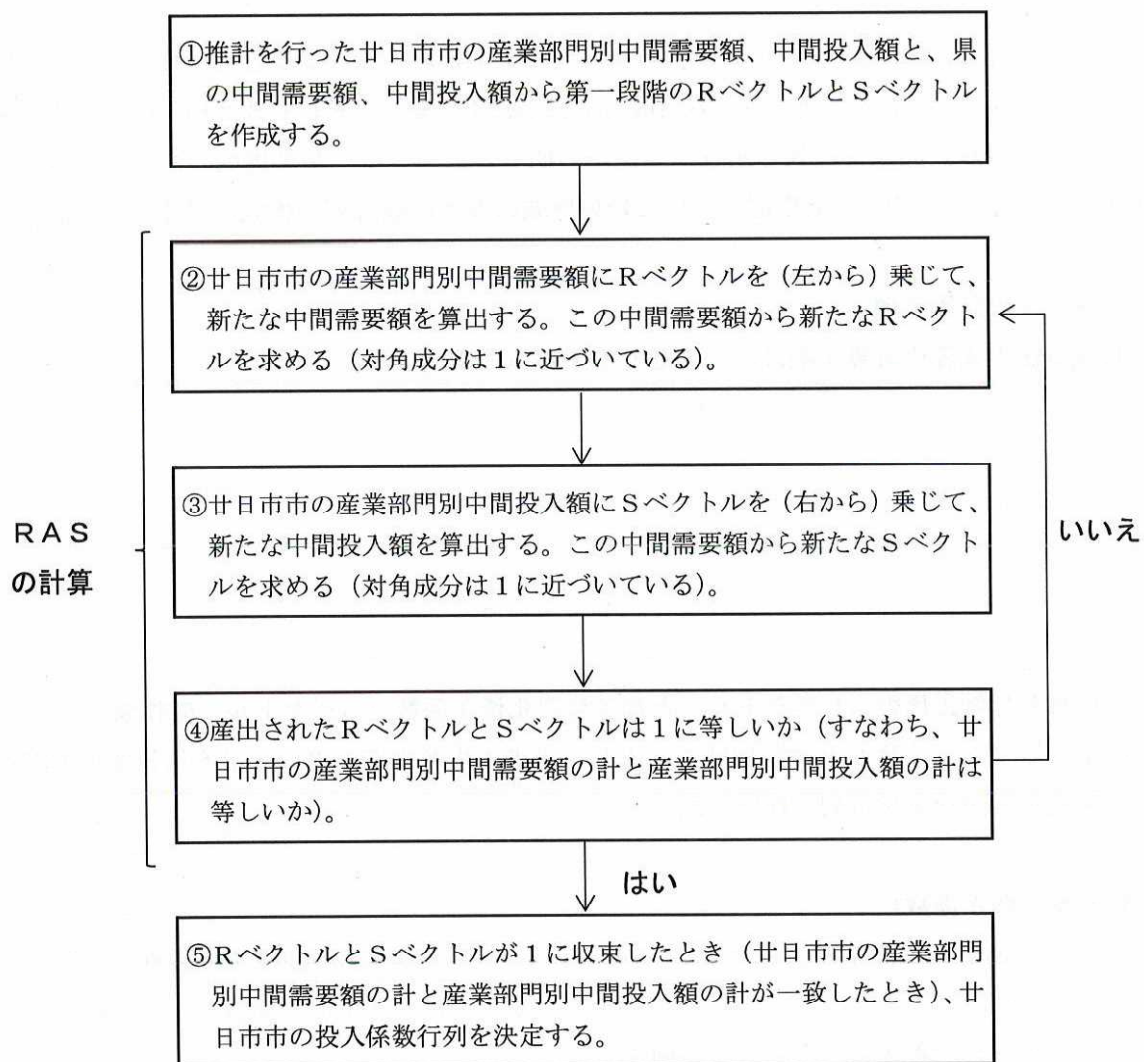 ①推計を行った廿日市市の産業部門別中間需要額、中間投入額と、県
の中間需要額、中間投入額から第一段階のRベクトルとSベクトル
を作成する。
②廿日市市の産業部門別中間需要額にRベクトルを(左から)乗じて、
新たな中間需要額を算出する。この中間需要額から新たなRベクト
ルを求める(対角成分は1に近づいている)。
③廿日市市の産業部門別中間投入額にSベクトルを(右から)乗じて、
新たな中間投入額を算出する。この中間需要額から新たなSベクト
ルを求める(対角成分は1に近づいている)。
RAS
の計算
いいえ
④産出されたRベクトルとSベクトルは1に等しいか(すなわち、廿
日市市の産業部門別中間需要額の計と産業部門別中間投入額の計は
等しいか)。
はい
⑤RベクトルとSベクトルが1に収束したとき(廿日市市の産業部門
別中間需要額の計と産業部門別中間投入額の計が一致したとき)、廿
日市市の投入係数行列を決定する。